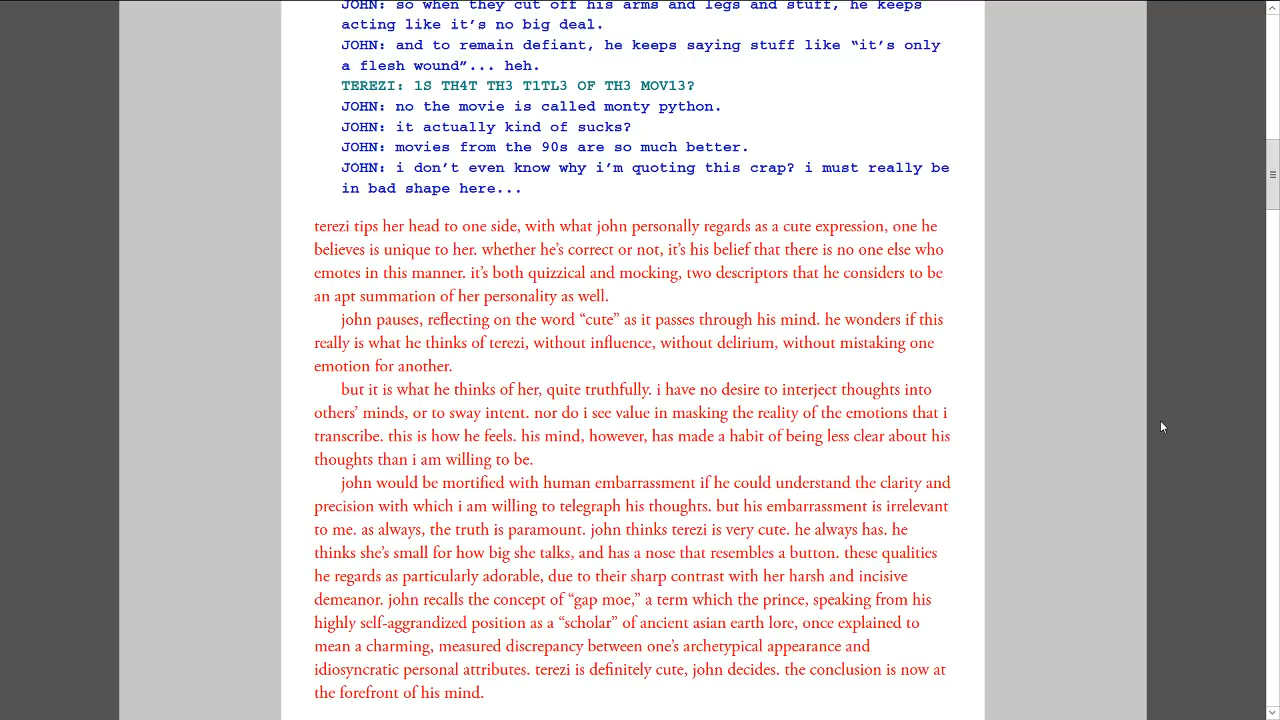 JOHN: so when they cut off his arms and legs and stuff, he keeps
acting like it’s no big deal.
JOHN: and to remain defiant, he keeps saying stuff like “it’s only
a flesh wound”... heh.
TEREZI: 1S TH4T TH3 T1TL3 OF TH3 MOV13?
JOHN: no the movie is called monty python.
JOHN: it actually kind of sucks?
JOHN: movies from the 90s are so much better.
JOHN: i don’t even know why i’m quoting this crap? i must really be
in bad shape here...
terezi tips her head to one side, with what john personally regards as a cute expression, one he
believes is unique to her. whether he’s correct or not, it’s his belief that there is no one else who
emotes in this manner. it’s both quizzical and mocking, two descriptors that he considers to be
an apt summation of her personality as well.
john pauses, reflecting on the word “cute” as it passes through his mind. he wonders if this
really is what he thinks of terezi, without influence, without delirium, without mistaking one
emotion for another.
but it is what he thinks of her, quite truthfully. i have no desire to interject thoughts into
others’ minds, or to sway intent. nor do i see value in masking the reality of the emotions that i
transcribe. this is how he feels. his mind, however, has made a habit of being less clear about his
thoughts than i am willing to be.
john would be mortified with human embarrassment if he could understand the clarity and
precision with which i am willing to telegraph his thoughts. but his embarrassment is irrelevant
to me. as always, the truth is paramount. john thinks terezi is very cute. he always has. he
thinks she’s small for how big she talks, and has a nose that resembles a button. these qualities
he regards as particularly adorable, due to their sharp contrast with her harsh and incisive
demeanor. john recalls the concept of “gap moe,” a term which the prince, speaking from his
highly self-aggrandized position as a “scholar” of ancient asian earth lore, once explained to
mean a charming, measured discrepancy between one’s archetypical appearance and
idiosyncratic personal attributes. terezi is definitely cute, john decides. the conclusion is now at
the forefront of his mind.